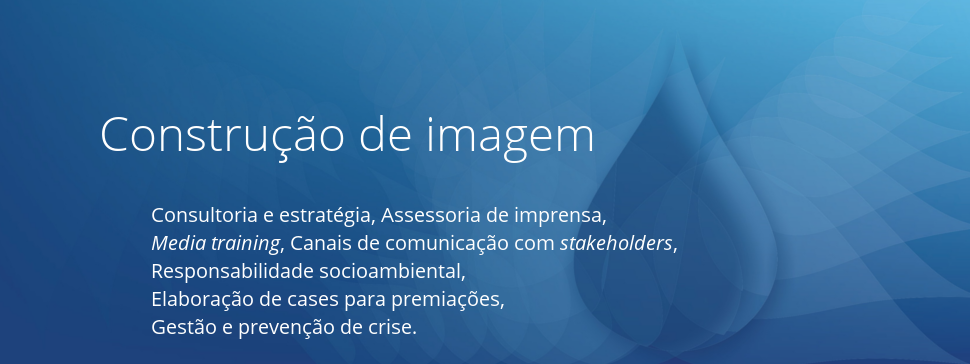 Construção de imagem
Consultoria e estratégia, Assessoria de imprensa,
Media training, Canais de comunicação com stakeholders,
Responsabilidade socioambiental,
Elaboração de cases para premiações,
Gestão e prevenção de crise.